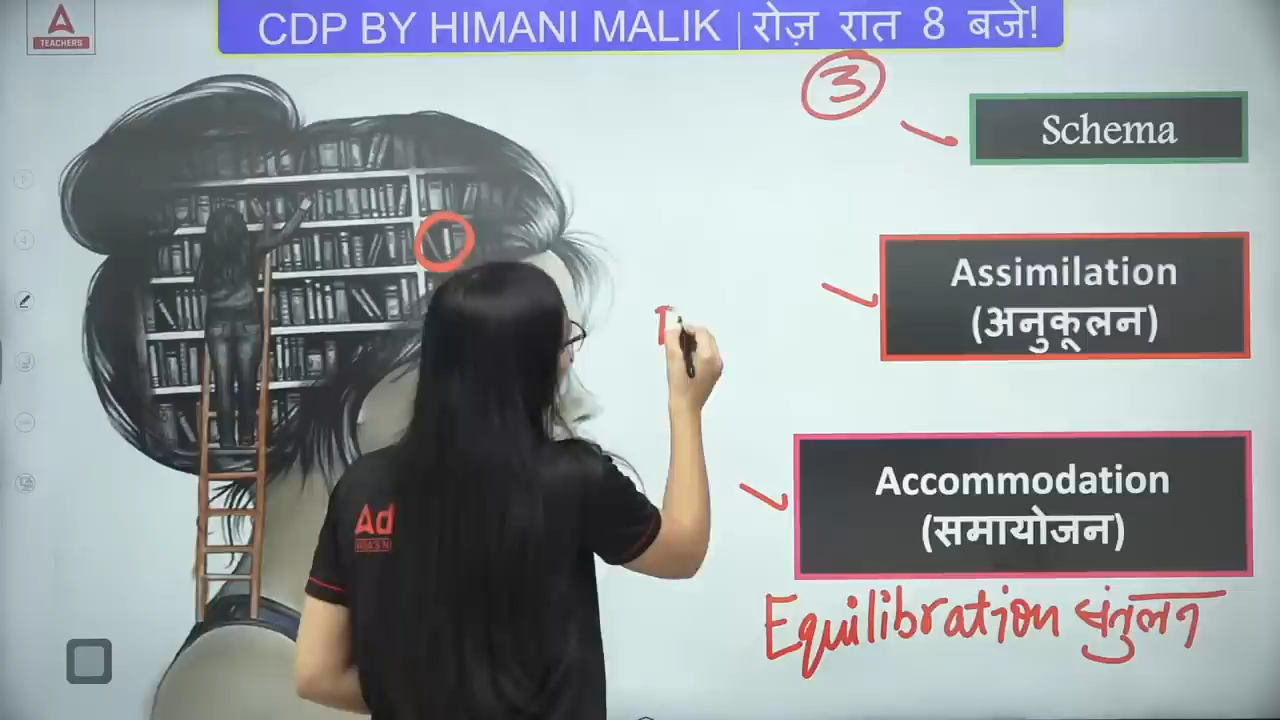 CDP BY HIMANI MALIK | रोज़ रात 8 बजे!
A
TEACHERS
3
Schema
Assimilation
(अनुकूलन)
Accommodation
(समायोजन)
Equilibration संतुलन
Ad